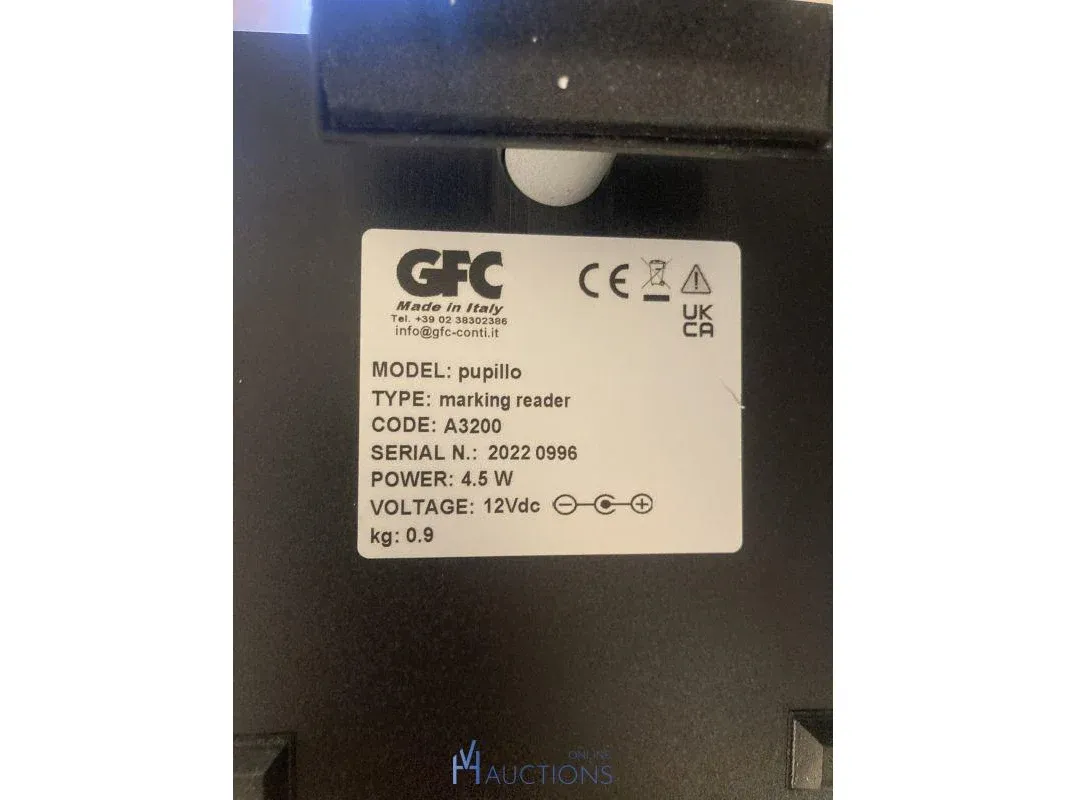 GFC
Made in Italy
Tel. +39 02 38302386
info@gfc-conti.it
CE
UK
CA
MODEL: pupillo
TYPE: marking reader
CODE: A3200
SERIAL N.: 2022 0996
POWER: 4.5 W
VOLTAGE: 12Vdc
kg: 0.9
ONLINE
AUCTIONS